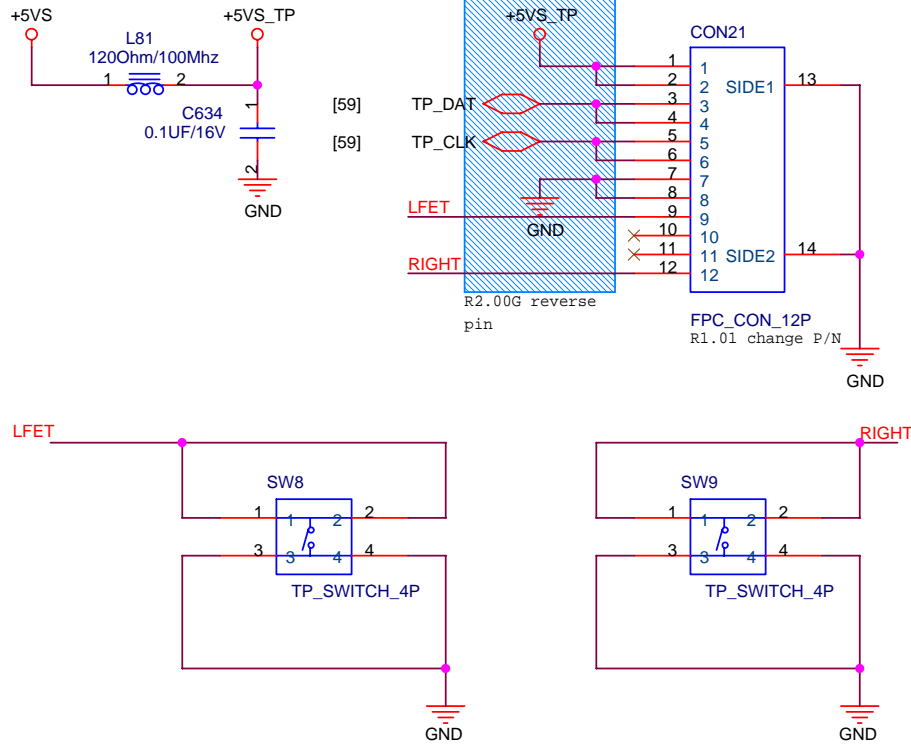 +5VS
+5VS_TP
+5VS_TP
L81
120Ohm/100Mhz
1
2
1
C634
0.1UF/16V
2
GND
[59]
TP_DAT
[59]
TP_CLK
LFET
GND
RIGHT
R2.00G reverse
pin
CON21
1 1
2 2
3 3
4 4
5 5
6 6
7 7
8 8
9 9
10 10
11 11
12 12
SIDE1 13
SIDE2 14
FPC_CON_12P
R1.01 change P/N
GND
LFET
SW8
1 1 2 2
3 3 4 4
TP_SWITCH_4P
GND
RIGHT
SW9
1 1 2 2
3 3 4 4
TP_SWITCH_4P
GND